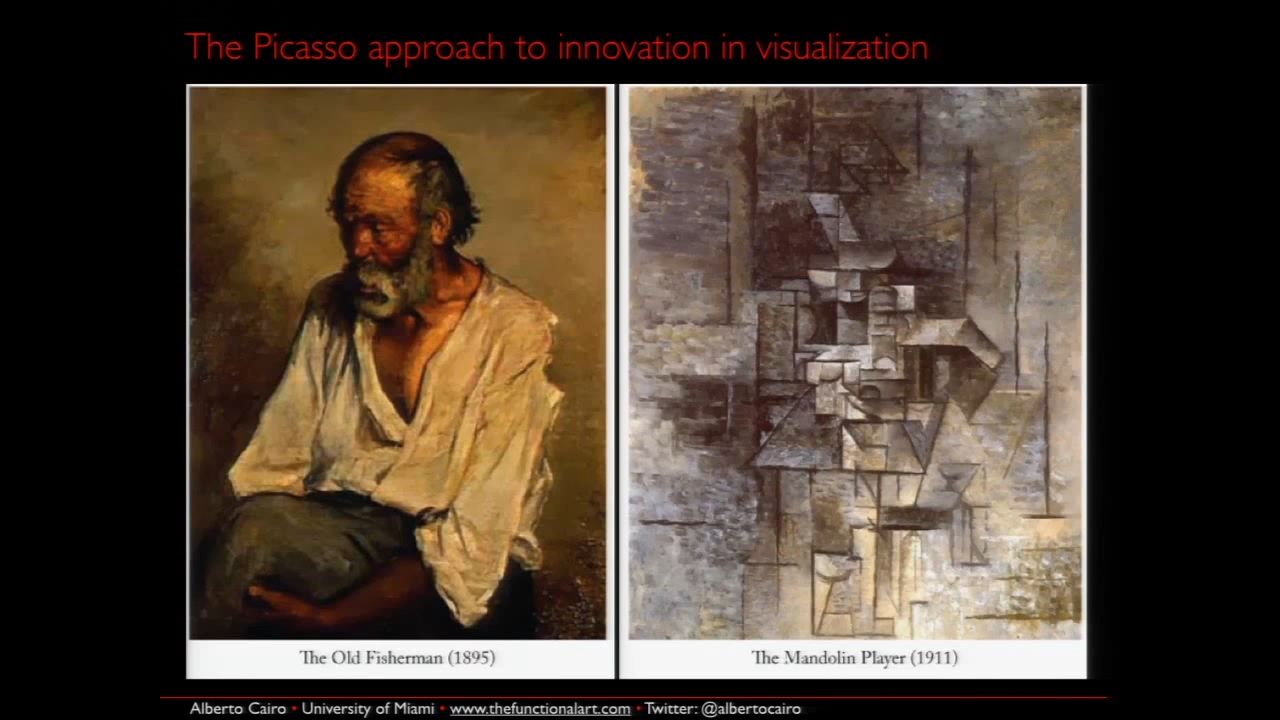 The Picasso approach to innovation in visualization
The Old Fisherman (1895)
The Mandolin Player (1911)
Alberto Cairo • University of Miami • www.thefunctionalart.com • Twitter: @albertocairo